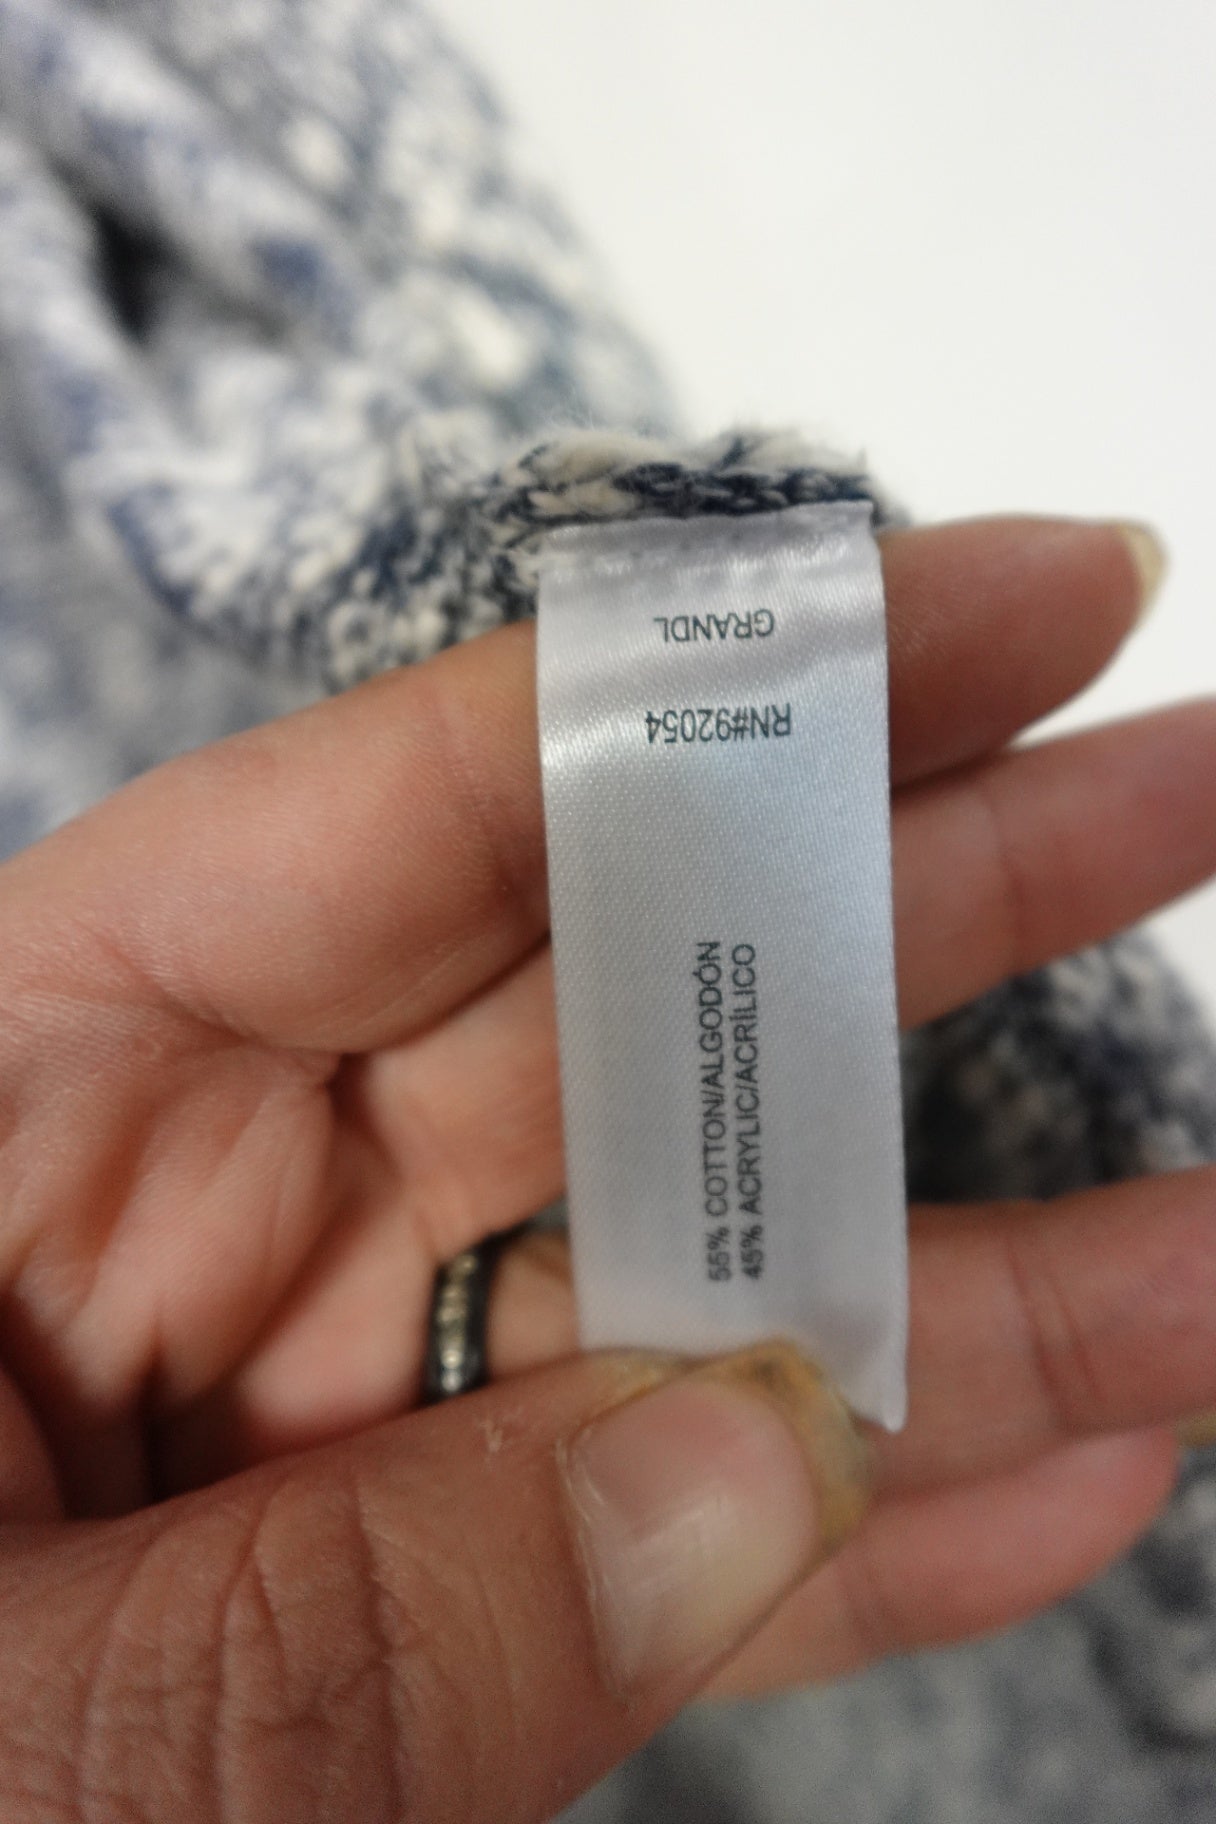 GRANDL
RN#92054
55% COTTON/ALGODÓN
45% ACRYLIC/ACRÍLICO